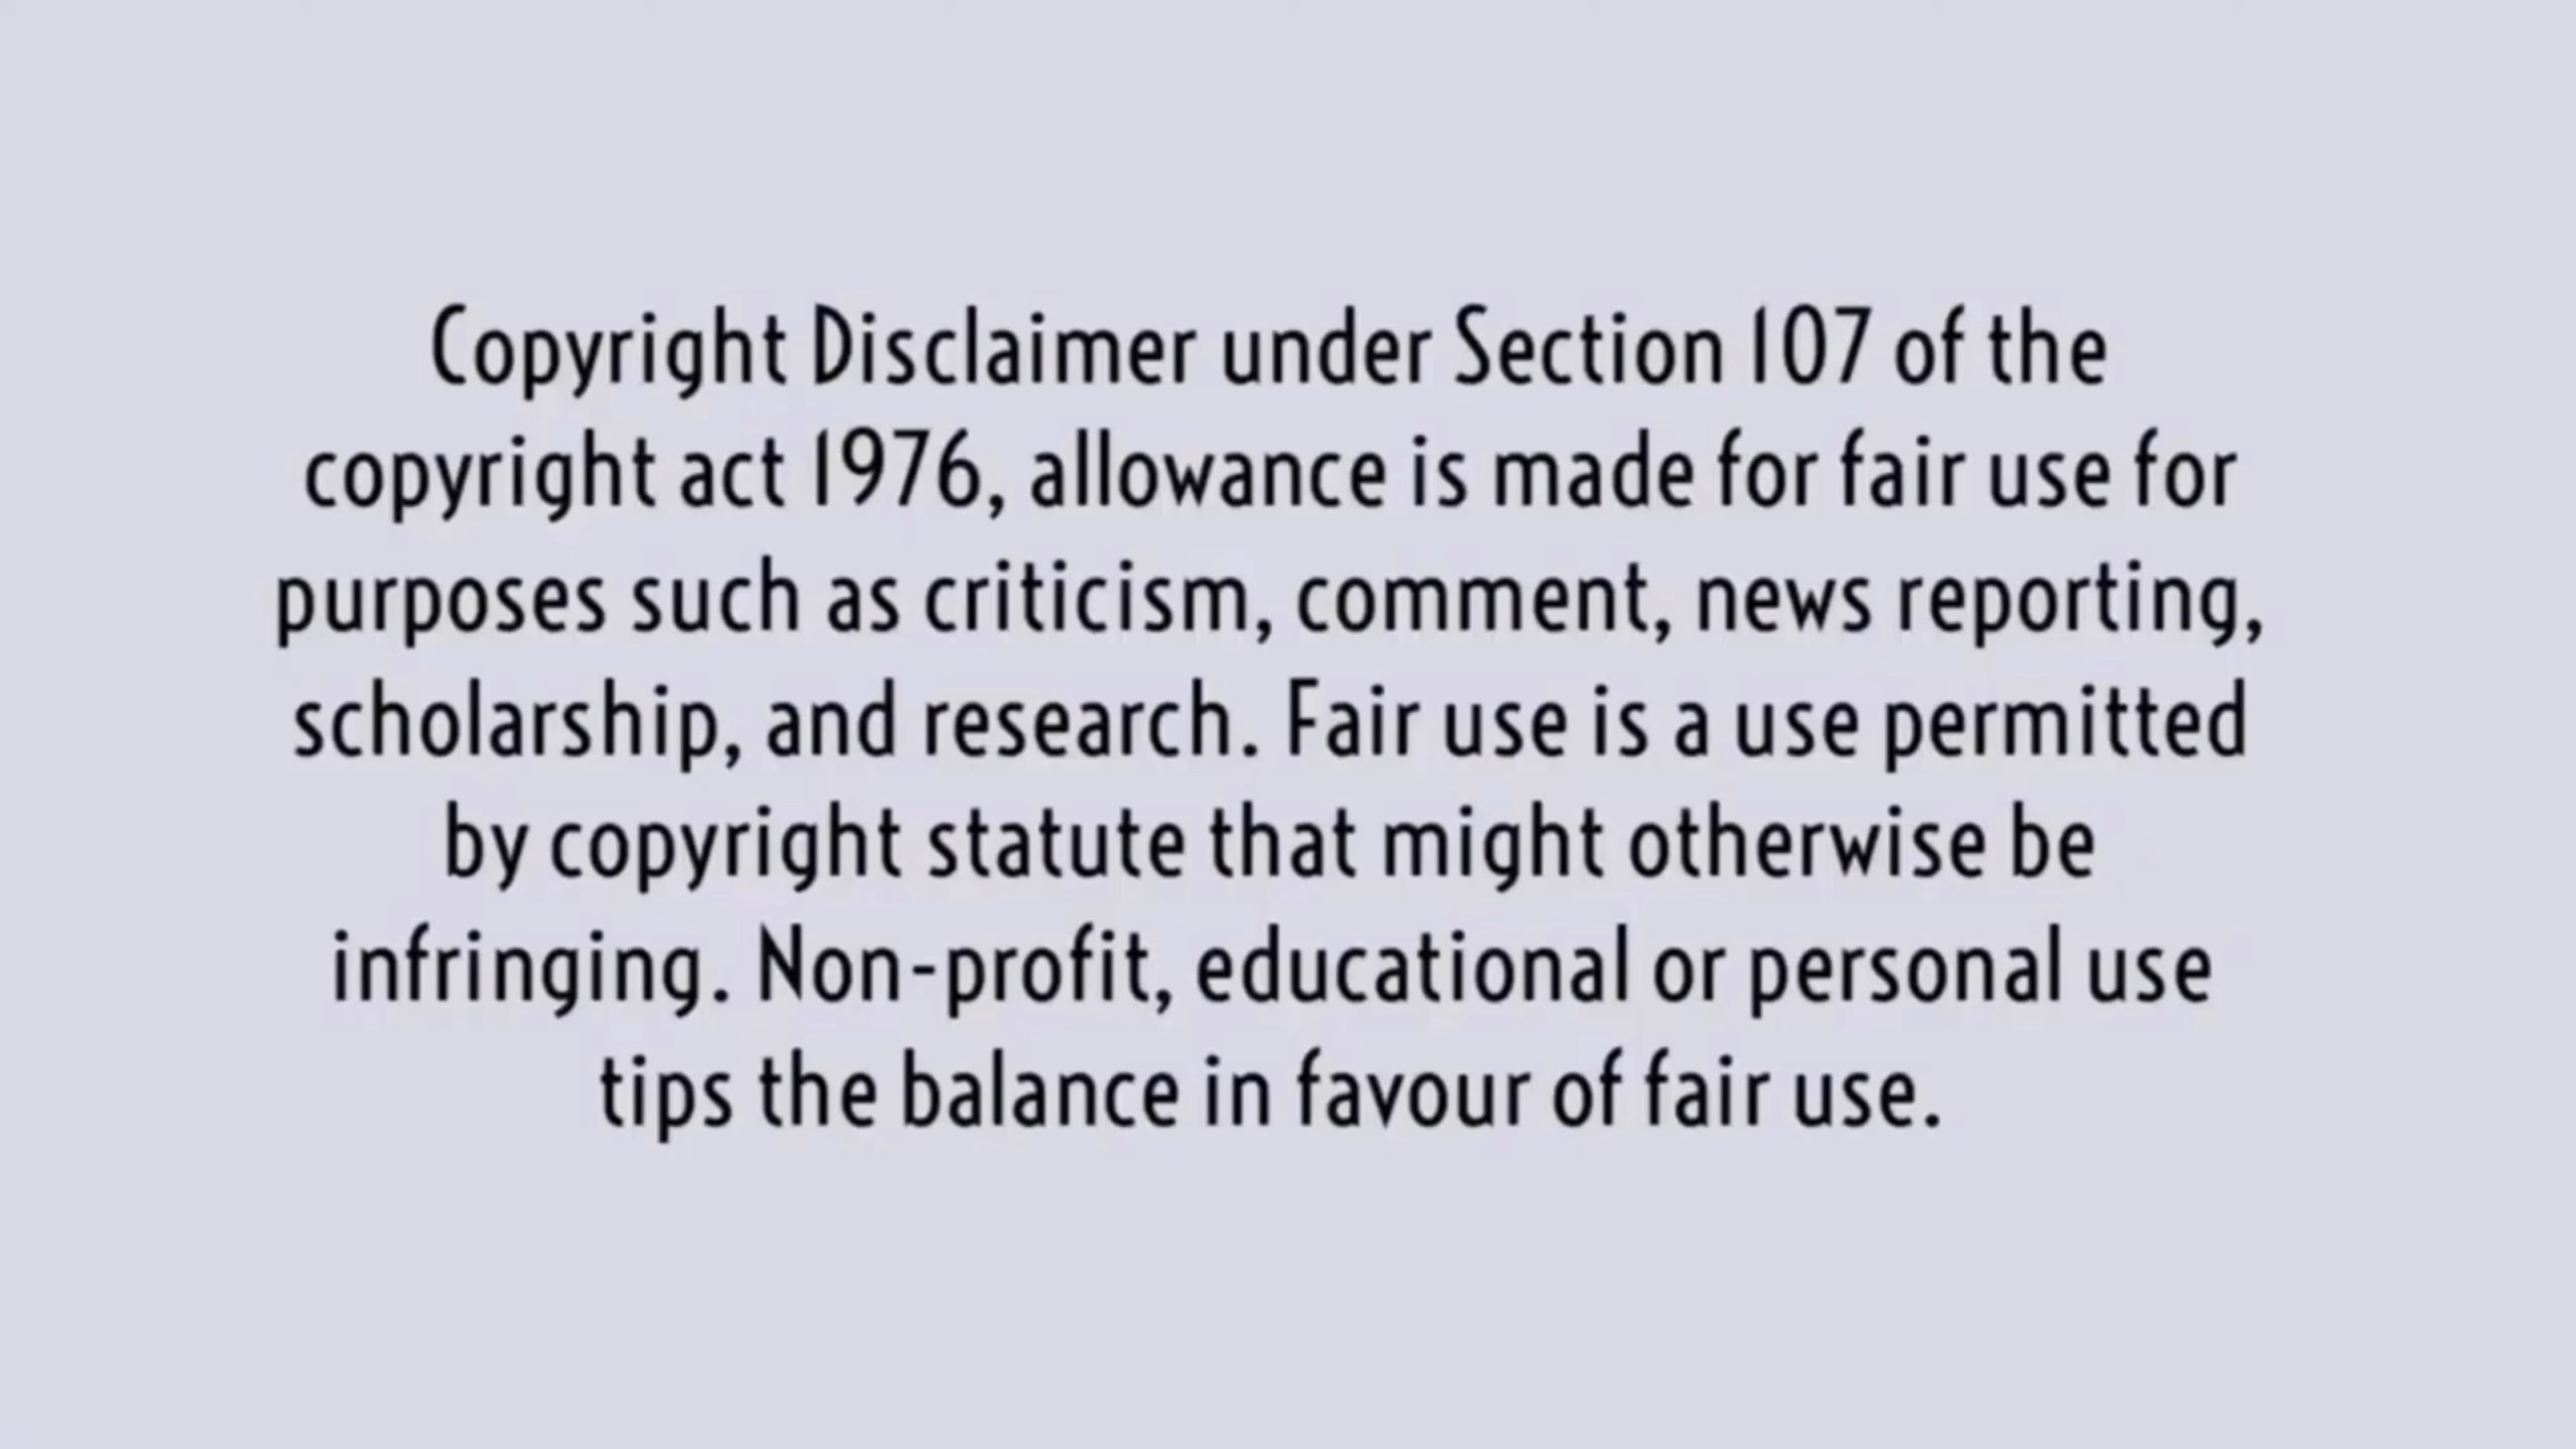 Copyright Disclaimer under Section 107 of the
copyright act 1976, allowance is made for fair use for
purposes such as criticism, comment, news reporting,
scholarship, and research. Fair use is a use permitted
by copyright statute that might otherwise be
infringing. Non-profit, educational or personal use
tips the balance in favour of fair use.